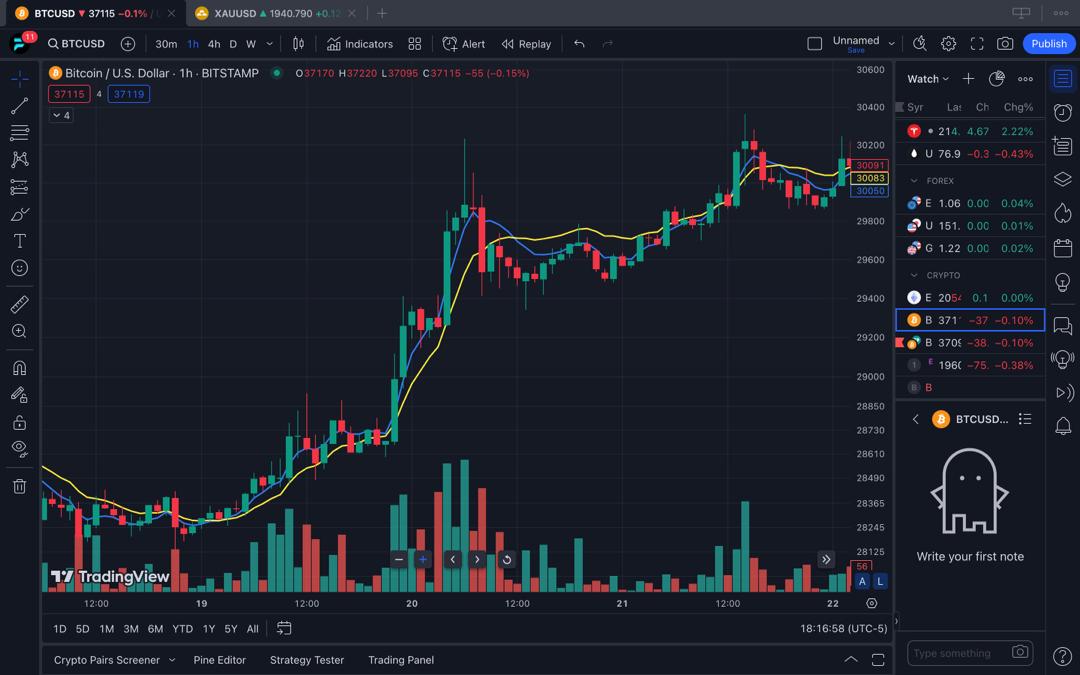 BTCUSD ▼ 37115 −0.1% /
XAUUSD ▲ 1940.790 +0.12
11
BTCUSD
30m 1h 4h D W
Indicators
Alert
Replay
Unnamed
Save
Publish
Bitcoin / U.S. Dollar · 1h · BITSTAMP
O37170 H37220 L37095 C37115 −55 (−0.15%)
37115 4 37119
4
30600
30400
30200
30091
30083
30050
29800
29600
29400
29200
29000
28850
28730
28610
28490
28365
28245
28125
56
A L
TradingView
12:00 19 12:00 20 12:00 21 12:00 22
1D 5D 1M 3M 6M YTD 1Y 5Y All
18:16:58 (UTC-5)
Crypto Pairs Screener
Pine Editor
Strategy Tester
Trading Panel
Watch
Syr Las Ch Chg%
214. 4.67 2.22%
U 76.9 −0.3 −0.43%
FOREX
E 1.06 0.00 0.04%
U 151. 0.00 0.01%
G 1.22 0.00 0.02%
CRYPTO
E 2054 0.1 0.00%
B 371 −37 −0.10%
B 3709 −38. −0.10%
1 E 1960 −75. −0.38%
B B
BTCUSD...
Write your first note
Type something